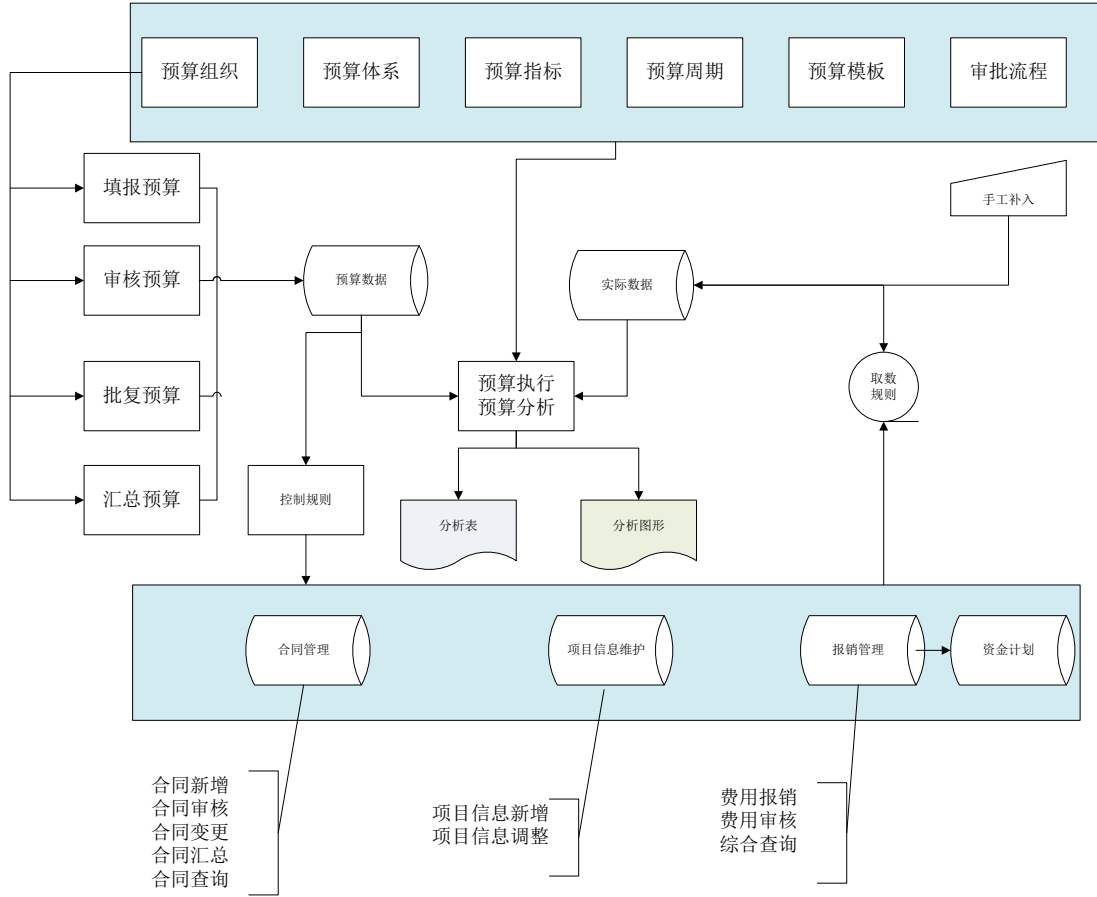 预算组织
预算体系
预算指标
预算周期
预算模板
审批流程
填报预算
手工补入
审核预算
预算数据
实际数据
预算执行
预算分析
取数
规则
批复预算
汇总预算
控制规则
分析表
分析图形
合同管理
项目信息维护
报销管理
资金计划
合同新增
合同审核
合同变更
合同汇总
合同查询
项目信息新增
项目信息调整
费用报销
费用审核
综合查询